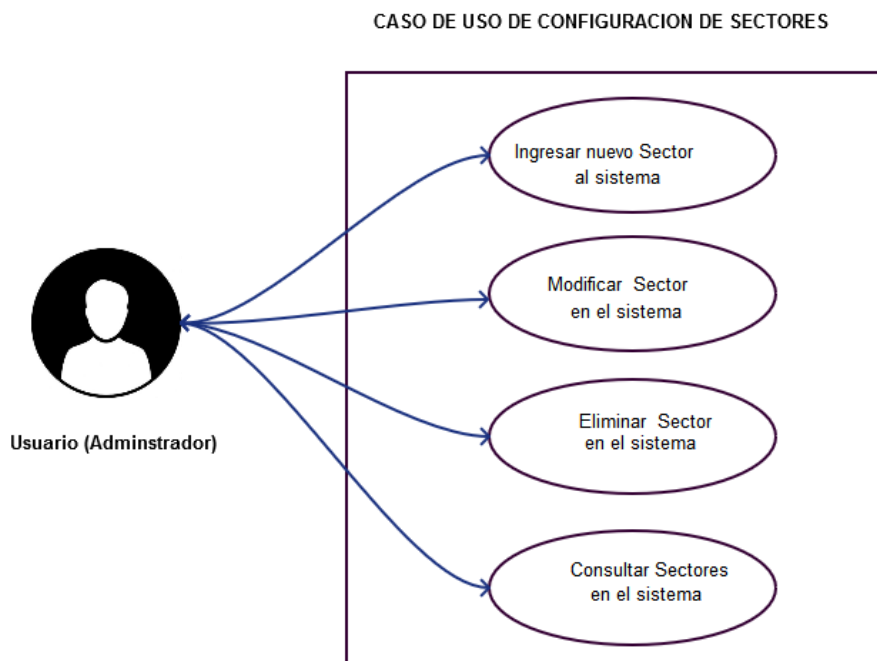 CASO DE USO DE CONFIGURACION DE SECTORES
Ingresar nuevo Sector
al sistema
Modificar Sector
en el sistema
Eliminar Sector
en el sistema
Consultar Sectores
en el sistema
Usuario (Adminstrador)